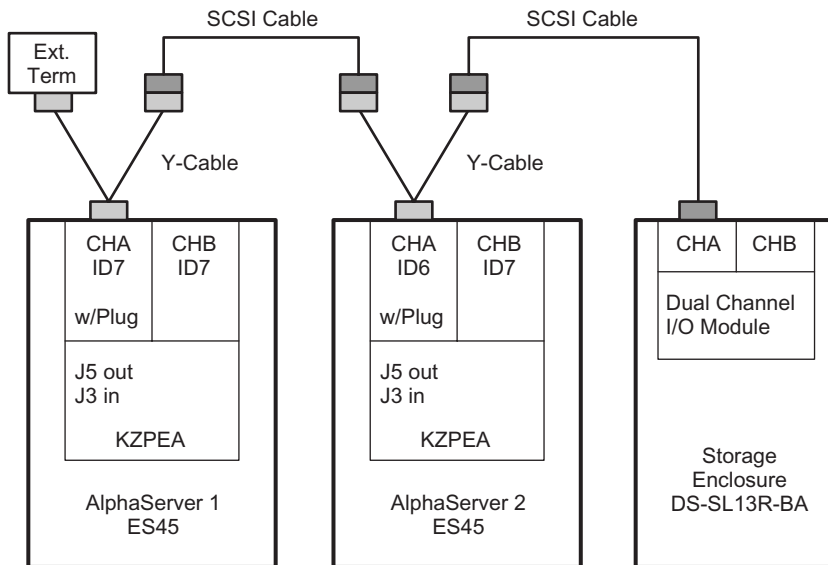 SCSI Cable
SCSI Cable
Ext.
Term
Y-Cable
Y-Cable
CHA
ID7
CHB
ID7
w/Plug
J5 out
J3 in
KZPEA
AlphaServer 1
ES45
CHA
ID6
CHB
ID7
w/Plug
J5 out
J3 in
KZPEA
AlphaServer 2
ES45
CHA
CHB
Dual Channel
I/O Module
Storage
Enclosure
DS-SL13R-BA